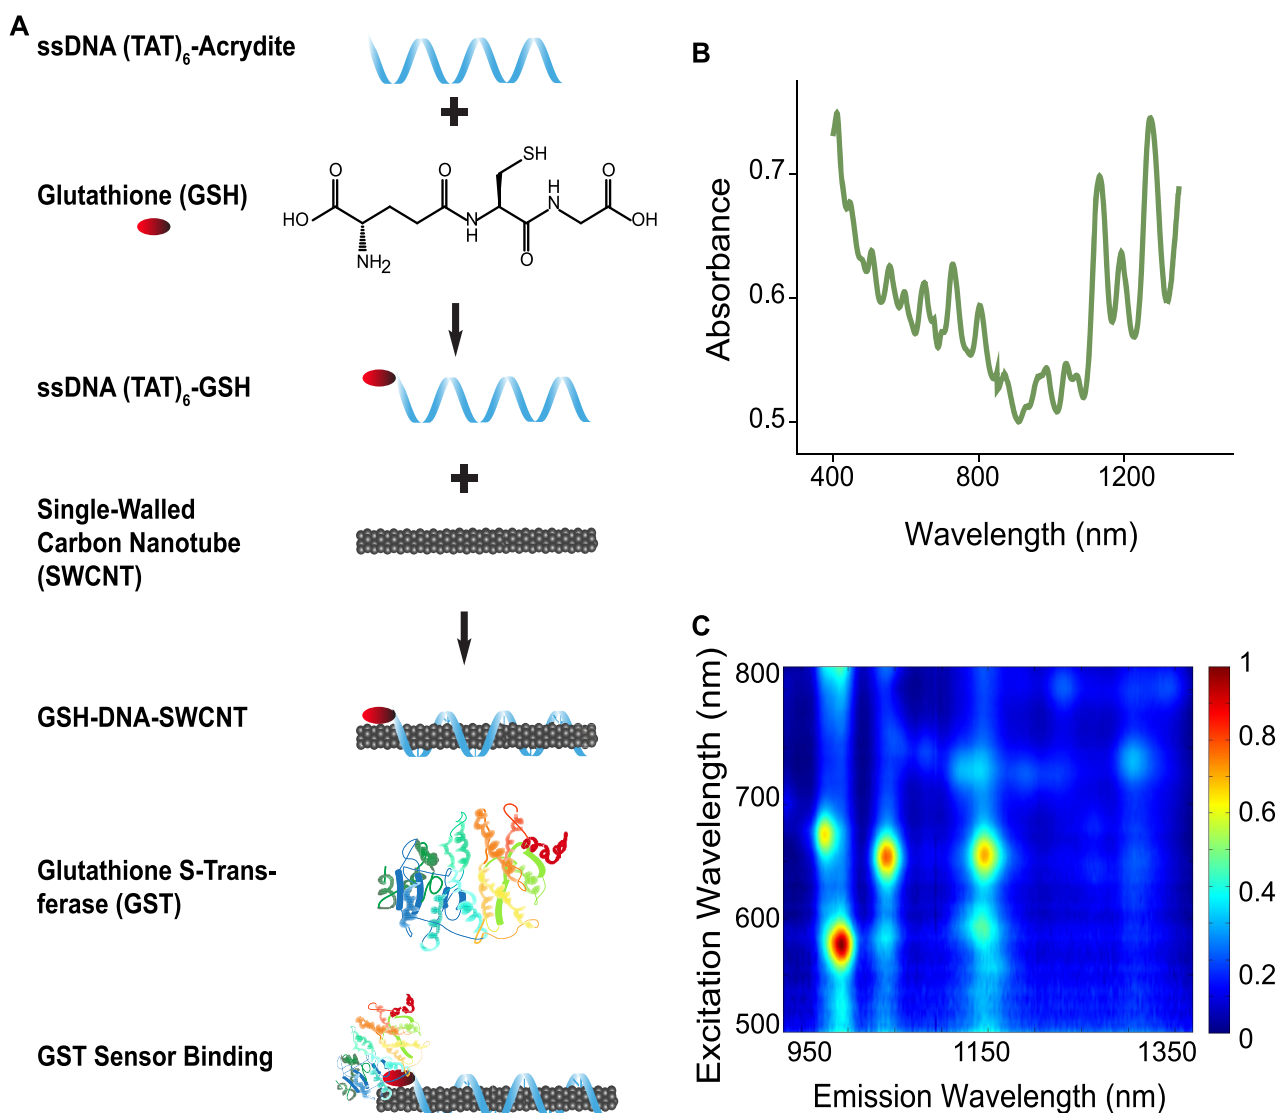 A
ssDNA (TAT)6-Acrydite
Glutathione (GSH)
O
HO
NH2
O
N
H
SH
O
H
N
O
OH
ssDNA (TAT)6-GSH
Single-Walled
Carbon Nanotube
(SWCNT)
GSH-DNA-SWCNT
Glutathione S-Trans-
ferase (GST)
GST Sensor Binding
B
Absorbance
0.7
0.6
0.5
400 800 1200
Wavelength (nm)
C
Excitation Wavelength (nm)
800
700
600
500
950 1150 1350
Emission Wavelength (nm)
1
0.8
0.6
0.4
0.2
0